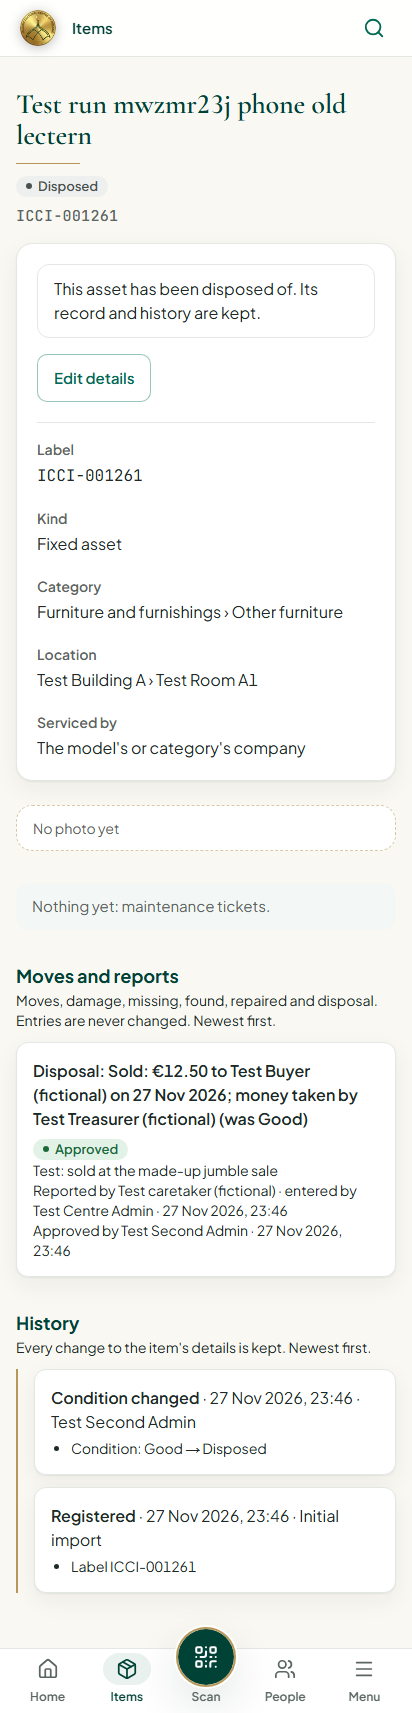 Items
Test run mwzmr23j phone old
lectern
Disposed
ICCI-001261
This asset has been disposed of. Its
record and history are kept.
Edit details
Label
ICCI-001261
Kind
Fixed asset
Category
Furniture and furnishings › Other furniture
Location
Test Building A › Test Room A1
Serviced by
The model's or category's company
No photo yet
Nothing yet: maintenance tickets.
Moves and reports
Moves, damage, missing, found, repaired and disposal.
Entries are never changed. Newest first.
Disposal: Sold: €12.50 to Test Buyer
(fictional) on 27 Nov 2026; money taken by
Test Treasurer (fictional) (was Good)
Approved
Test: sold at the made-up jumble sale
Reported by Test caretaker (fictional) · entered by
Test Centre Admin · 27 Nov 2026, 23:46
Approved by Test Second Admin · 27 Nov 2026,
23:46
History
Every change to the item's details is kept. Newest first.
Condition changed · 27 Nov 2026, 23:46 ·
Test Second Admin
• Condition: Good → Disposed
Registered · 27 Nov 2026, 23:46 · Initial
import
• Label ICCI-001261
Home
Items
Scan
People
Menu